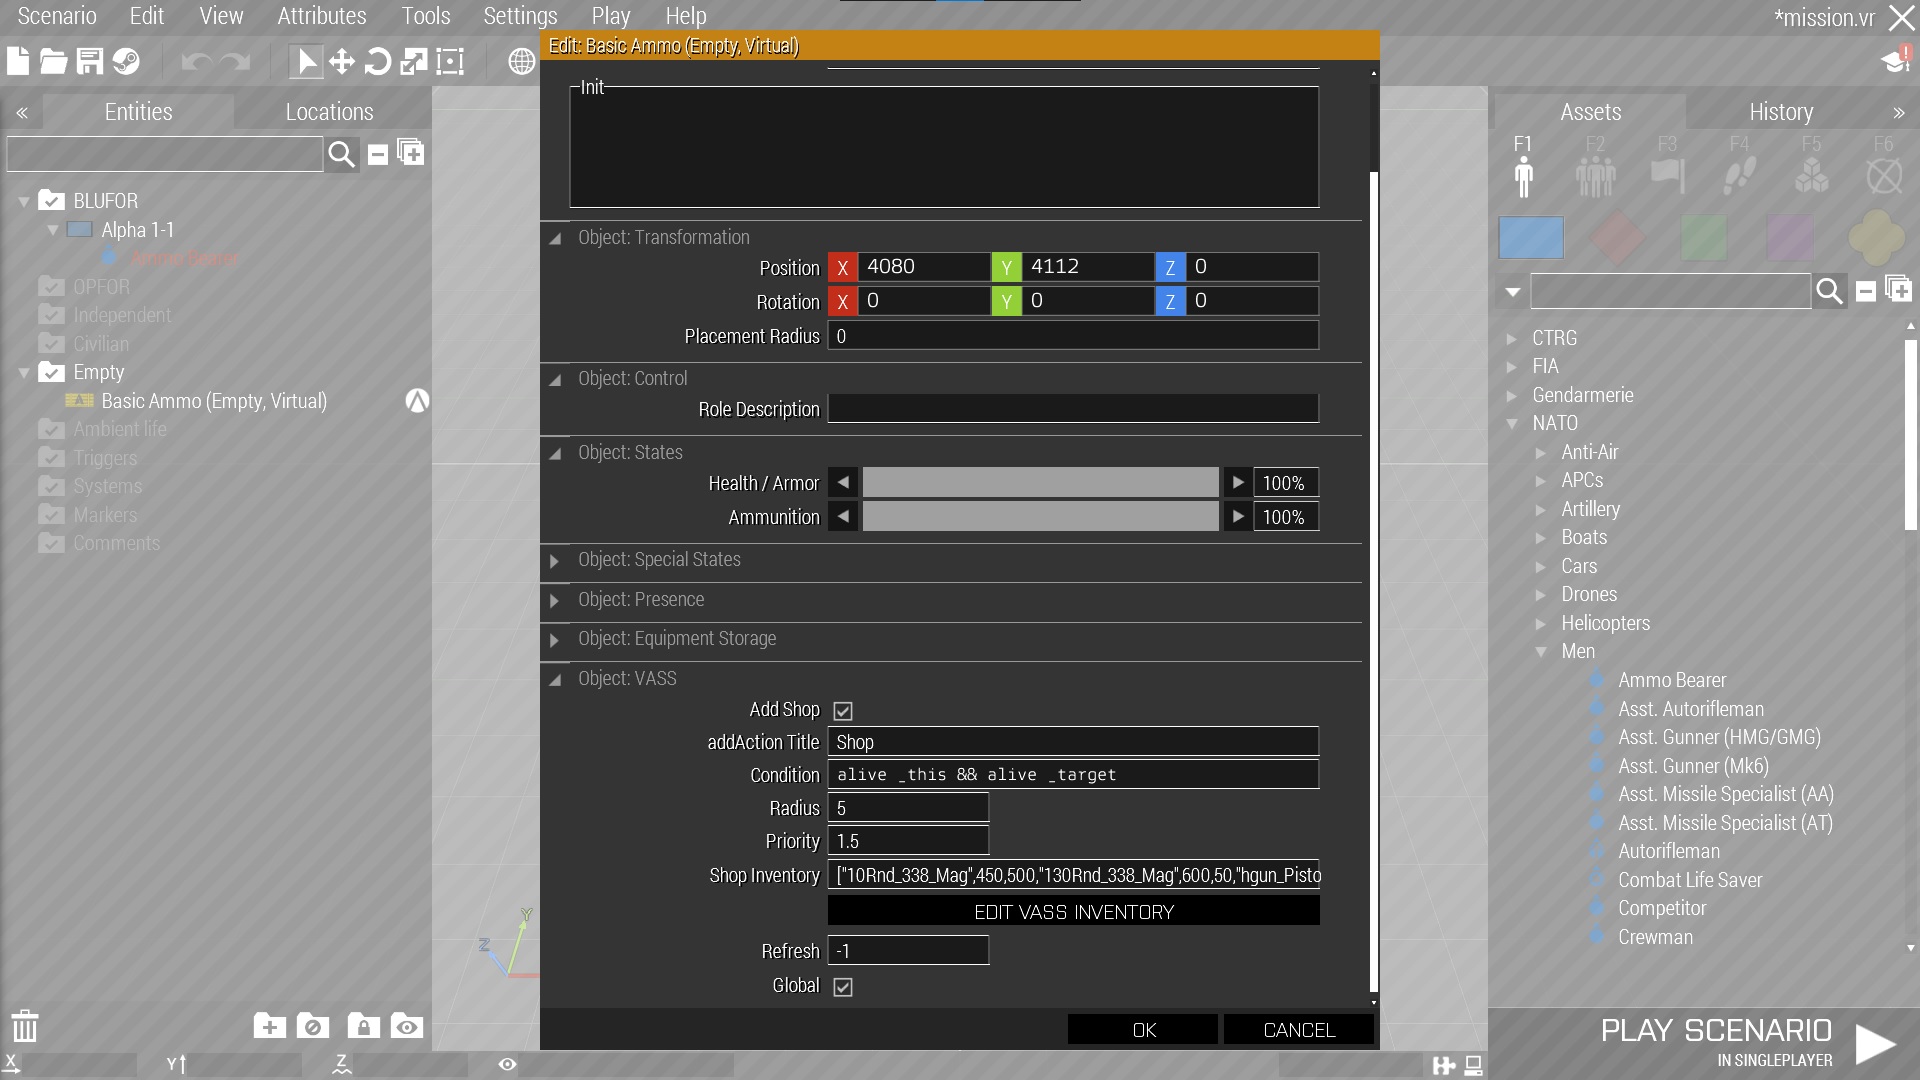 Scenario Edit View Attributes Tools Settings Play Help
*mission.vr
Edit: Basic Ammo (Empty, Virtual)
Entities Locations
BLUFOR
Alpha 1-1
Ammo Bearer
OPFOR
Independent
Civilian
Empty
Basic Ammo (Empty, Virtual)
Ambient life
Triggers
Systems
Markers
Comments
X Y Z
Init
Object: Transformation
Position X 4080 Y 4112 Z 0
Rotation X 0 Y 0 Z 0
Placement Radius 0
Object: Control
Role Description
Object: States
Health / Armor 100%
Ammunition 100%
Object: Special States
Object: Presence
Object: Equipment Storage
Object: VASS
Add Shop
addAction Title Shop
Condition alive _this && alive _target
Radius 5
Priority 1.5
Shop Inventory ["10Rnd_338_Mag",450,500,"130Rnd_338_Mag",600,50,"hgun_Pisto
EDIT VASS INVENTORY
Refresh -1
Global
OK CANCEL
Y
Z
Assets History
F1 F2 F3 F4 F5 F6
CTRG
FIA
Gendarmerie
NATO
Anti-Air
APCs
Artillery
Boats
Cars
Drones
Helicopters
Men
Ammo Bearer
Asst. Autorifleman
Asst. Gunner (HMG/GMG)
Asst. Gunner (Mk6)
Asst. Missile Specialist (AA)
Asst. Missile Specialist (AT)
Autorifleman
Combat Life Saver
Competitor
Crewman
PLAY SCENARIO
IN SINGLEPLAYER